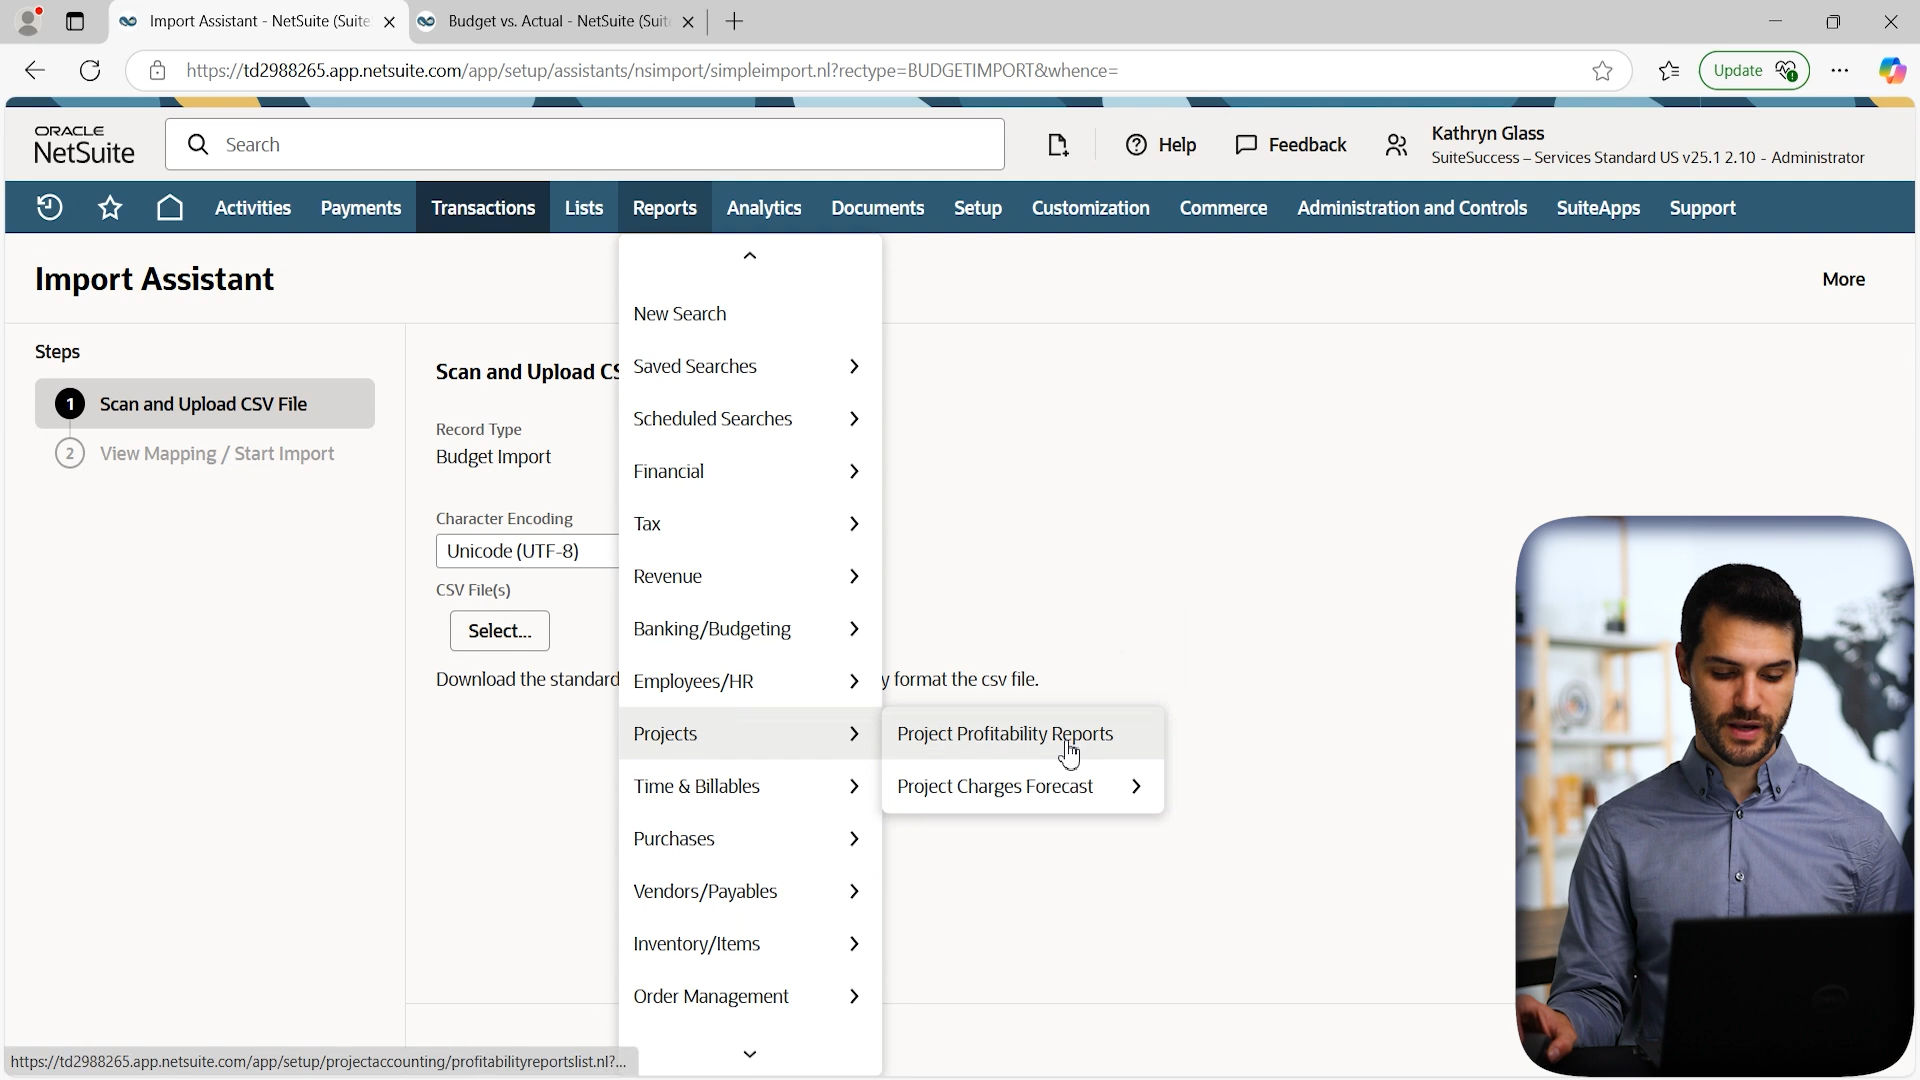 Import Assistant - NetSuite (Suite
Budget vs. Actual - NetSuite (Suit
https://td2988265.app.netsuite.com/app/setup/assistants/nsimport/simpleimport.nl?rectype=BUDGETIMPORT&whence=
Update
ORACLE
NetSuite
Search
Help
Feedback
Kathryn Glass
SuiteSuccess – Services Standard US v25.1 2.10 - Administrator
Activities
Payments
Transactions
Lists
Reports
Analytics
Documents
Setup
Customization
Commerce
Administration and Controls
SuiteApps
Support
Import Assistant
More
Steps
1 Scan and Upload CSV File
2 View Mapping / Start Import
Scan and Upload CS
Record Type
Budget Import
Character Encoding
Unicode (UTF-8)
CSV File(s)
Select...
Download the standard
y format the csv file.
New Search
Saved Searches
Scheduled Searches
Financial
Tax
Revenue
Banking/Budgeting
Employees/HR
Projects
Time & Billables
Purchases
Vendors/Payables
Inventory/Items
Order Management
Project Profitability Reports
Project Charges Forecast
https://td2988265.app.netsuite.com/app/setup/projectaccounting/profitabilityreportslist.nl?...